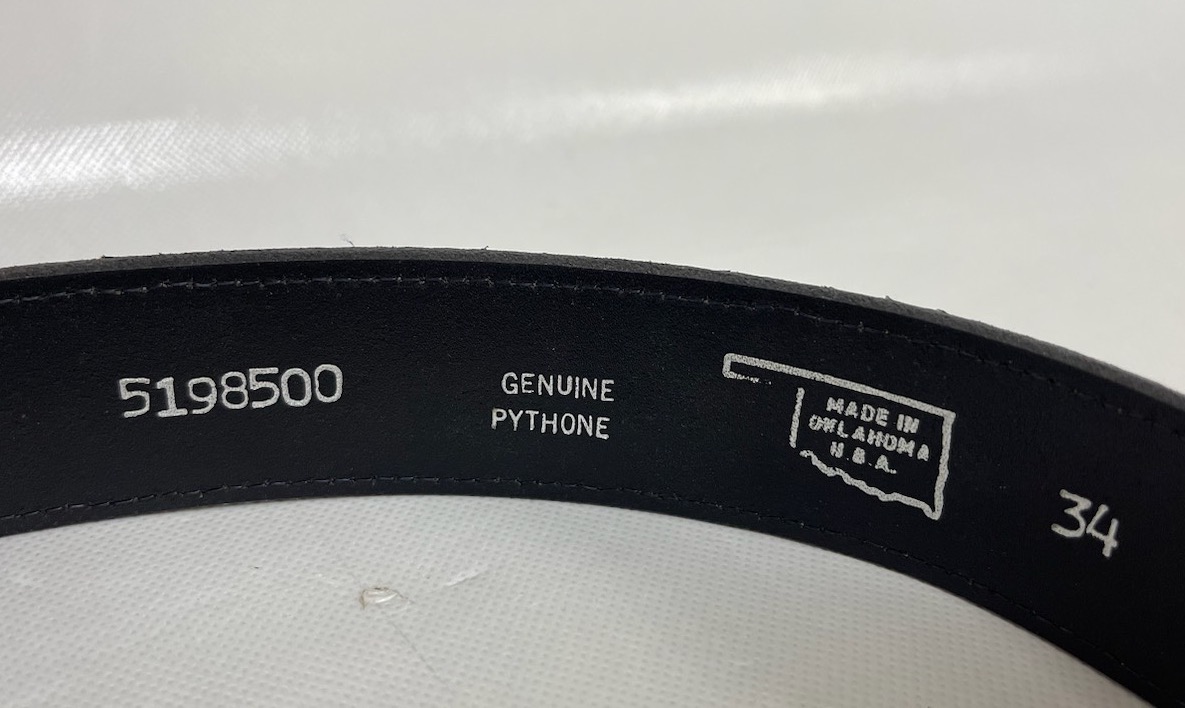 5198500
GENUINE
PYTHONE
MADE IN
OKLAHOMA
U.S.A.
34